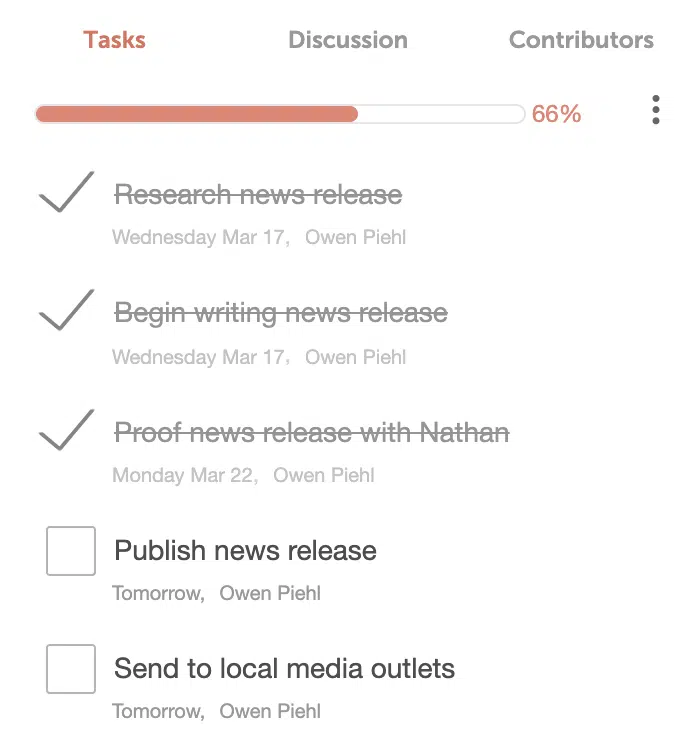 Tasks Discussion Contributors
66%
Research news release
Wednesday Mar 17, Owen Piehl
Begin writing news release
Wednesday Mar 17, Owen Piehl
Proof news release with Nathan
Monday Mar 22, Owen Piehl
Publish news release
Tomorrow, Owen Piehl
Send to local media outlets
Tomorrow, Owen Piehl